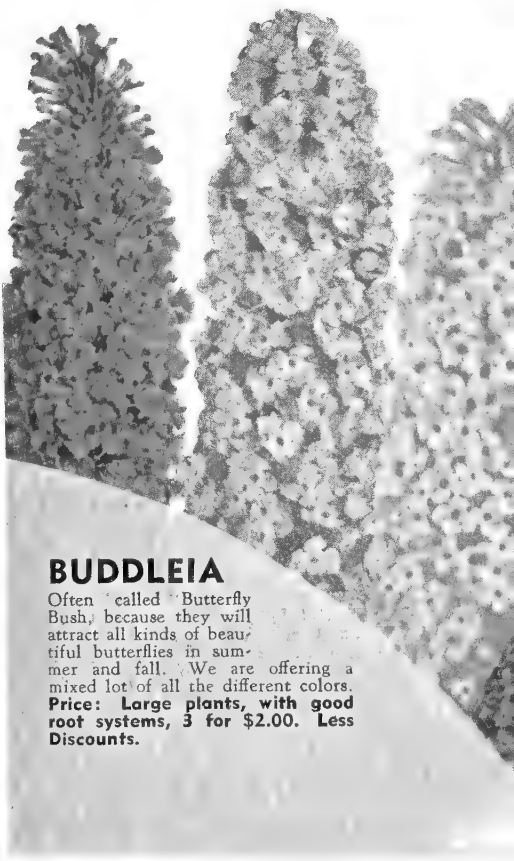 BUDDLEIA
Often called Butterfly
Bush, because they will
attract all kinds of beau-
tiful butterflies in sum-
mer and fall. We are offering a
mixed lot of all the different colors.
Price: Large plants, with good
root systems, 3 for $2.00. Less
Discounts.